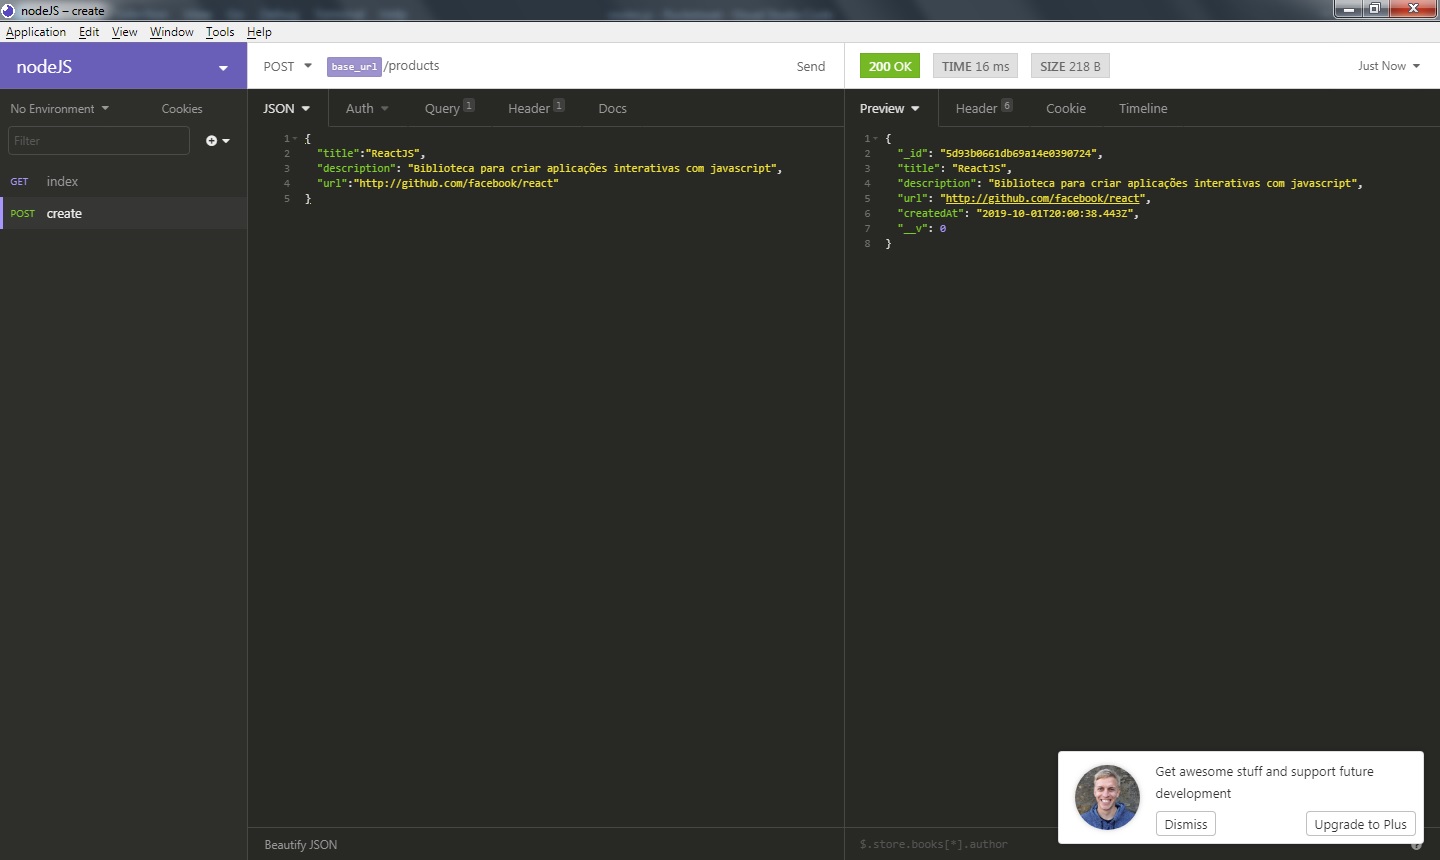 nodeJS – create
Application Edit View Window Tools Help
nodeJS
POST base_url/products Send
200 OK TIME 16 ms SIZE 218 B Just Now
No Environment Cookies
JSON Auth Query 1 Header 1 Docs
Preview Header 6 Cookie Timeline
Filter
GET index
POST create
1 {
2 "title":"ReactJS",
3 "description": "Biblioteca para criar aplicações interativas com javascript",
4 "url":"http://github.com/facebook/react"
5 }
1 {
2 "_id": "5d93b0661db69a14e0390724",
3 "title": "ReactJS",
4 "description": "Biblioteca para criar aplicações interativas com javascript",
5 "url": "http://github.com/facebook/react",
6 "createdAt": "2019-10-01T20:00:38.443Z",
7 "__v": 0
8 }
Get awesome stuff and support future
development
Dismiss Upgrade to Plus
Beautify JSON
$.store.books[*].author